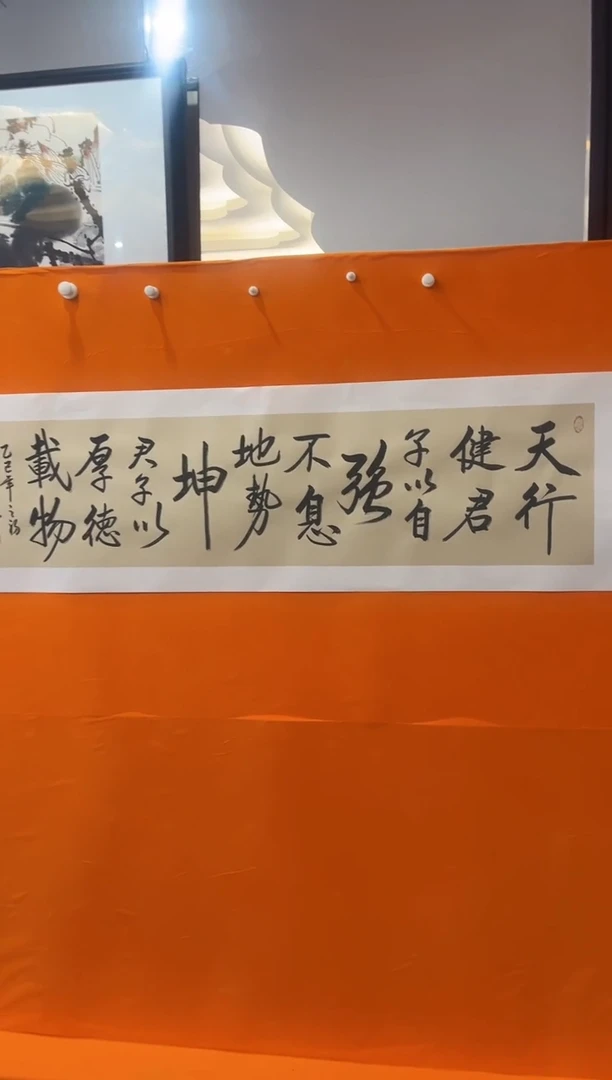 天行
健君
子以自
強
不息
地勢
坤
君子以
厚德
載物
乙巳年